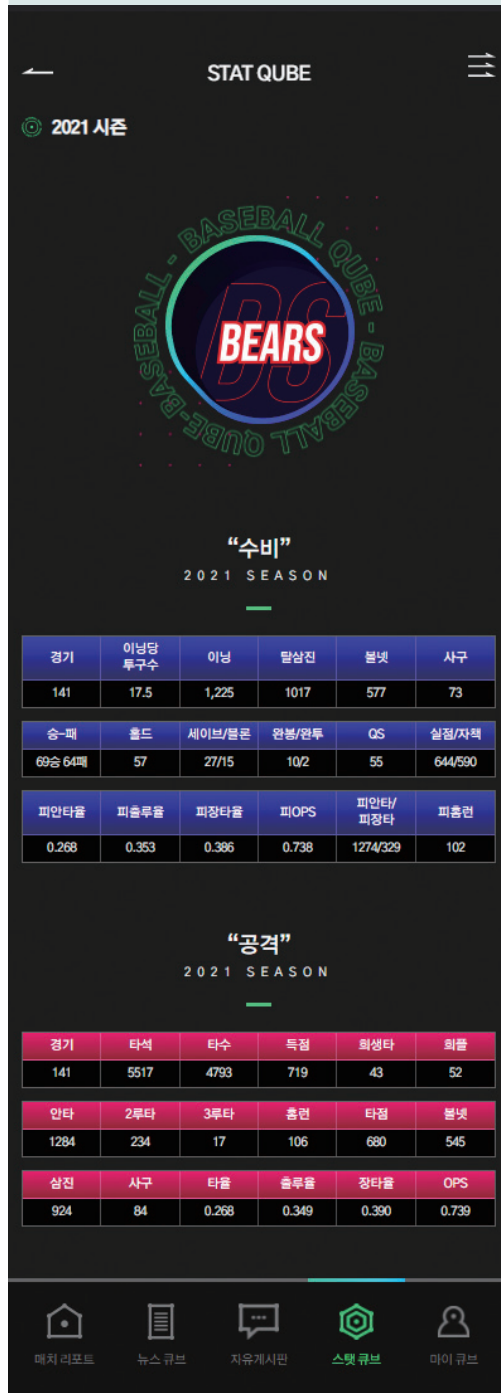 STAT QUBE
2021 시즌
BASEBALL QUBE - BASEBALL QUBE-BASEBALL -
DS
BEARS
“수비”
2021 SEASON
경기 이닝당 투구수 이닝 탈삼진 볼넷 사구
141 17.5 1,225 1017 577 73
승-패 홀드 세이브/블론 완봉/완투 QS 실점/자책
69승 64패 57 27/15 10/2 55 644/590
피안타율 피출루율 피장타율 피OPS 피안타/피장타 피홈런
0.268 0.353 0.386 0.738 1274/329 102
“공격”
2021 SEASON
경기 타석 타수 득점 희생타 희플
141 5517 4793 719 43 52
안타 2루타 3루타 홈런 타점 볼넷
1284 234 17 106 680 545
삼진 사구 타율 출루율 장타율 OPS
924 84 0.268 0.349 0.390 0.739
매치 리포트 뉴스 큐브 자유게시판 스탯 큐브 마이 큐브